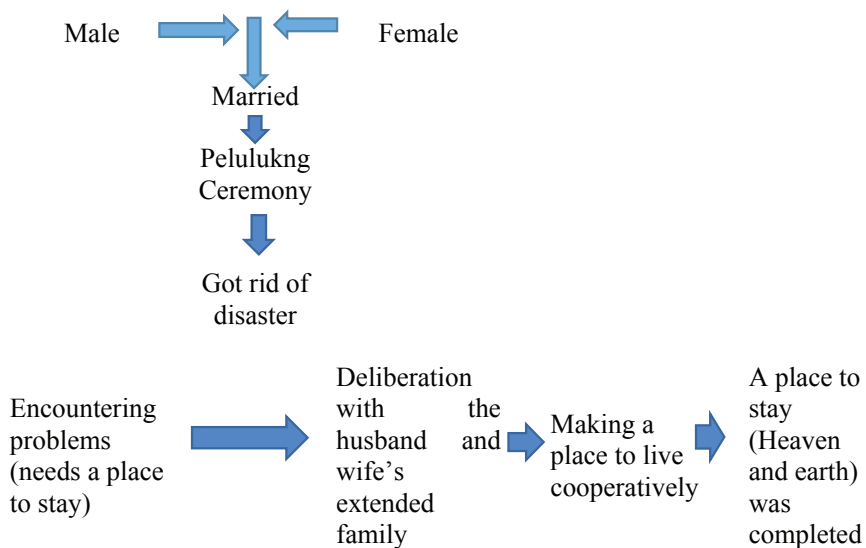 Male
Female
Married
Pelulukng
Ceremony
Got rid of
disaster
Encountering
problems
(needs a place
to stay)
Deliberation
with the
husband and
wife's
extended
family
Making a
place to live
cooperatively
A place to
stay
(Heaven
and earth)
was
completed